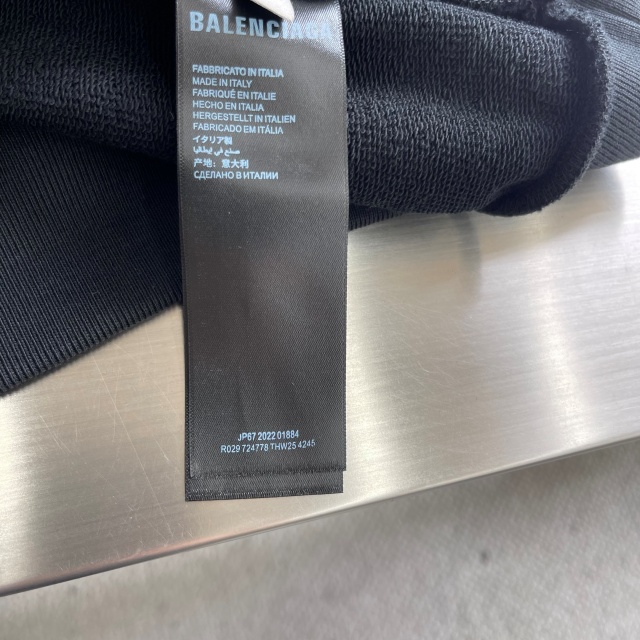 BALENCIAGA
FABBRICATO IN ITALIA
MADE IN ITALY
FABRIQUÉ EN ITALIE
HECHO EN ITALIA
HERGESTELLT IN ITALIEN
FABRICADO EM ITÁLIA
イタリア製
صنع في إيطاليا
产地：意大利
СДЕЛАНО В ИТАЛИИ
JP67 2022 01884
R029 724778 THW25 4245